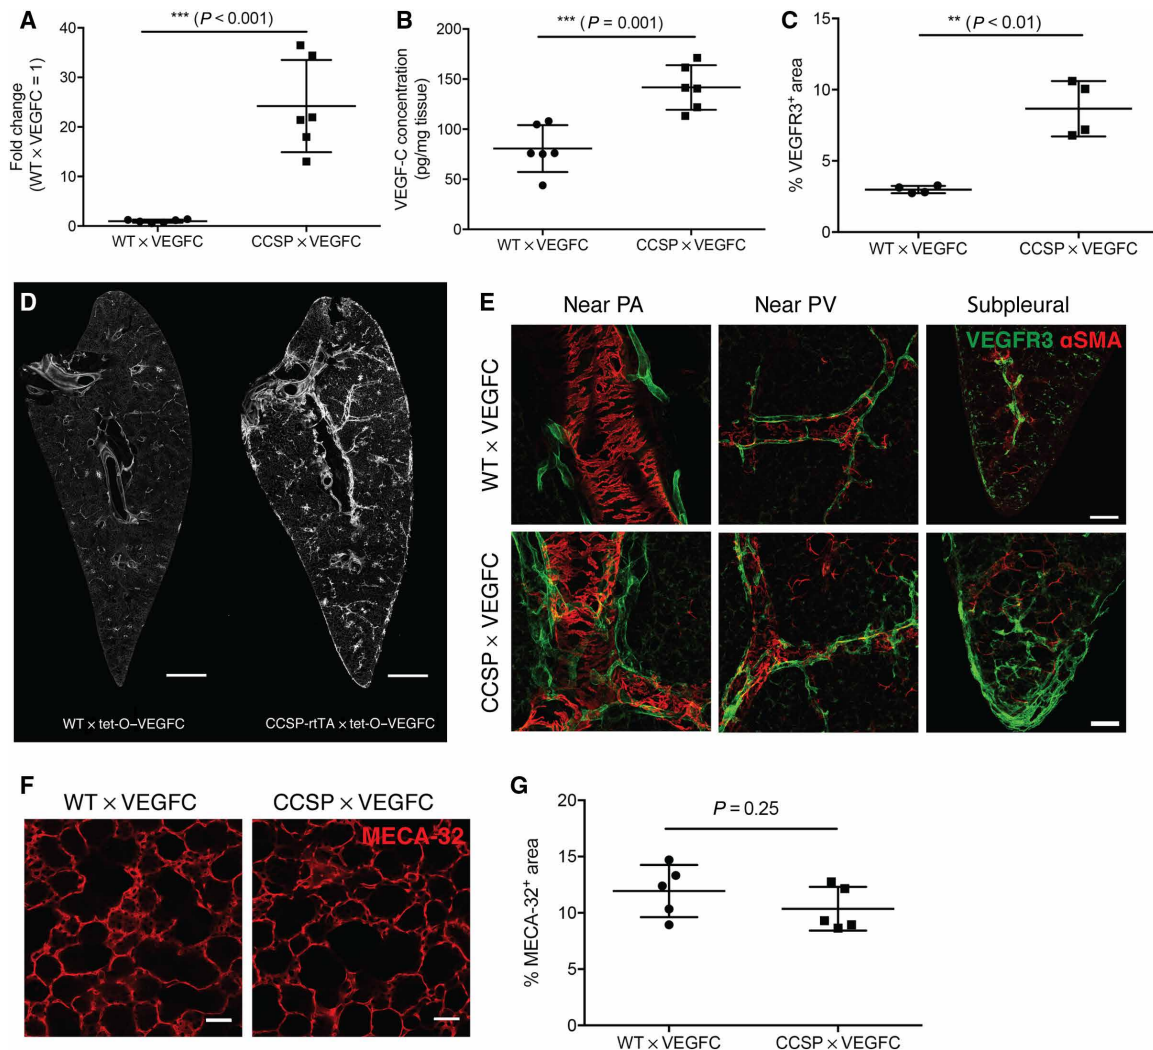 A
*** (P < 0.001)
Fold change
(WT × VEGFC = 1)
40
30
20
10
0
WT × VEGFC
CCSP × VEGFC
B
*** (P = 0.001)
VEGF-C concentration
(pg/mg tissue)
200
150
100
50
0
WT × VEGFC
CCSP × VEGFC
C
** (P < 0.01)
% VEGFR3+ area
15
10
5
0
WT × VEGFC
CCSP × VEGFC
D
WT × tet-O–VEGFC
CCSP-rtTA × tet-O–VEGFC
E
Near PA
Near PV
Subpleural
VEGFR3 αSMA
WT × VEGFC
CCSP × VEGFC
F
WT × VEGFC
CCSP × VEGFC
MECA-32
G
P = 0.25
% MECA-32+ area
20
15
10
5
0
WT × VEGFC
CCSP × VEGFC